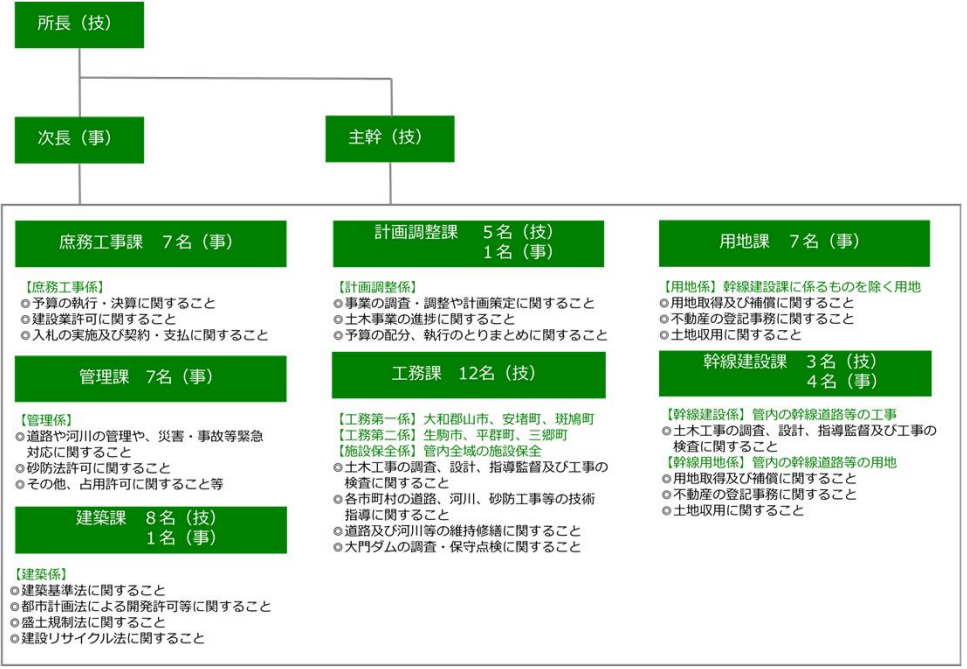 所長（技）
次長（事）
主幹（技）
庶務工事課　７名（事）
【庶務工事係】
◎予算の執行・決算に関すること
◎建設業許可に関すること
◎入札の実施及び契約・支払に関すること
管理課　７名（事）
【管理係】
◎道路や河川の管理や、災害・事故等緊急
対応に関すること
◎砂防法許可に関すること
◎その他、占用許可に関すること等
建築課　８名（技）
１名（事）
【建築係】
◎建築基準法に関すること
◎都市計画法による開発許可等に関すること
◎盛土規制法に関すること
◎建設リサイクル法に関すること
計画調整課　５名（技）
１名（事）
【計画調整係】
◎事業の調査・調整や計画策定に関すること
◎土木事業の進捗に関すること
◎予算の配分、執行のとりまとめに関すること
工務課　12名（技）
【工務第一係】大和郡山市、安堵町、斑鳩町
【工務第二係】生駒市、平群町、三郷町
【施設保全係】管内全域の施設保全
◎土木工事の調査、設計、指導監督及び工事の
検査に関すること
◎各市町村の道路、河川、砂防工事等の技術
指導に関すること
◎道路及び河川等の維持修繕に関すること
◎大門ダムの調査・保守点検に関すること
用地課　７名（事）
【用地係】幹線建設課に係るものを除く用地
◎用地取得及び補償に関すること
◎不動産の登記事務に関すること
◎土地収用に関すること
幹線建設課　３名（技）
４名（事）
【幹線建設係】管内の幹線道路等の工事
◎土木工事の調査、設計、指導監督及び工事の
検査に関すること
【幹線用地係】管内の幹線道路等の用地
◎用地取得及び補償に関すること
◎不動産の登記事務に関すること
◎土地収用に関すること